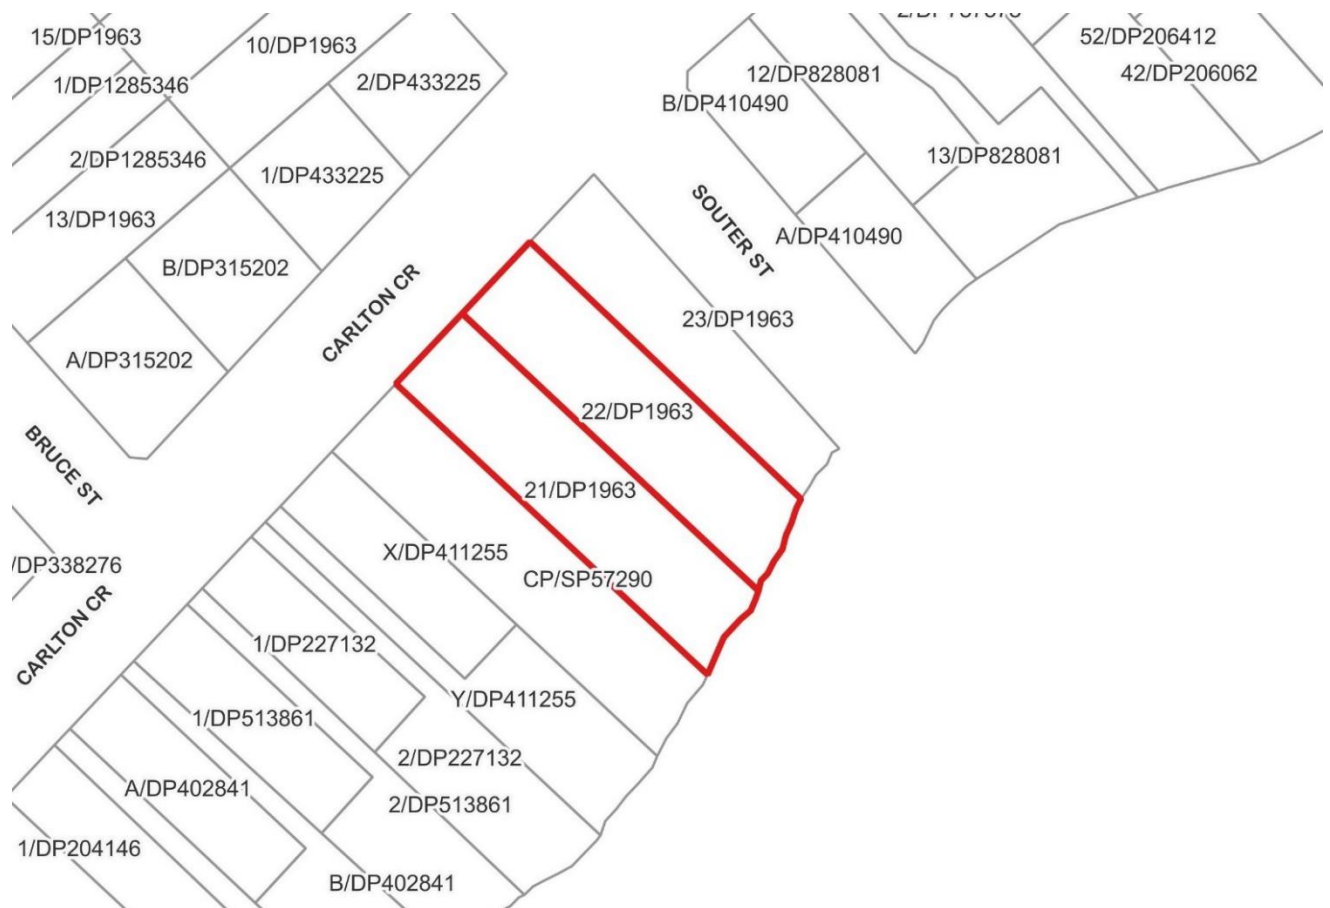 15/DP1963
10/DP1963
1/DP1285346
2/DP433225
2/DP1285346
1/DP433225
13/DP1963
B/DP315202
A/DP315202
CARLTON CR
BRUCE ST
/DP338276
CARLTON CR
52/DP206412
42/DP206062
12/DP828081
B/DP410490
13/DP828081
SOUTER ST
A/DP410490
23/DP1963
22/DP1963
21/DP1963
X/DP411255
CP/SP57290
1/DP227132
Y/DP411255
1/DP513861
2/DP227132
A/DP402841
2/DP513861
1/DP204146
B/DP402841